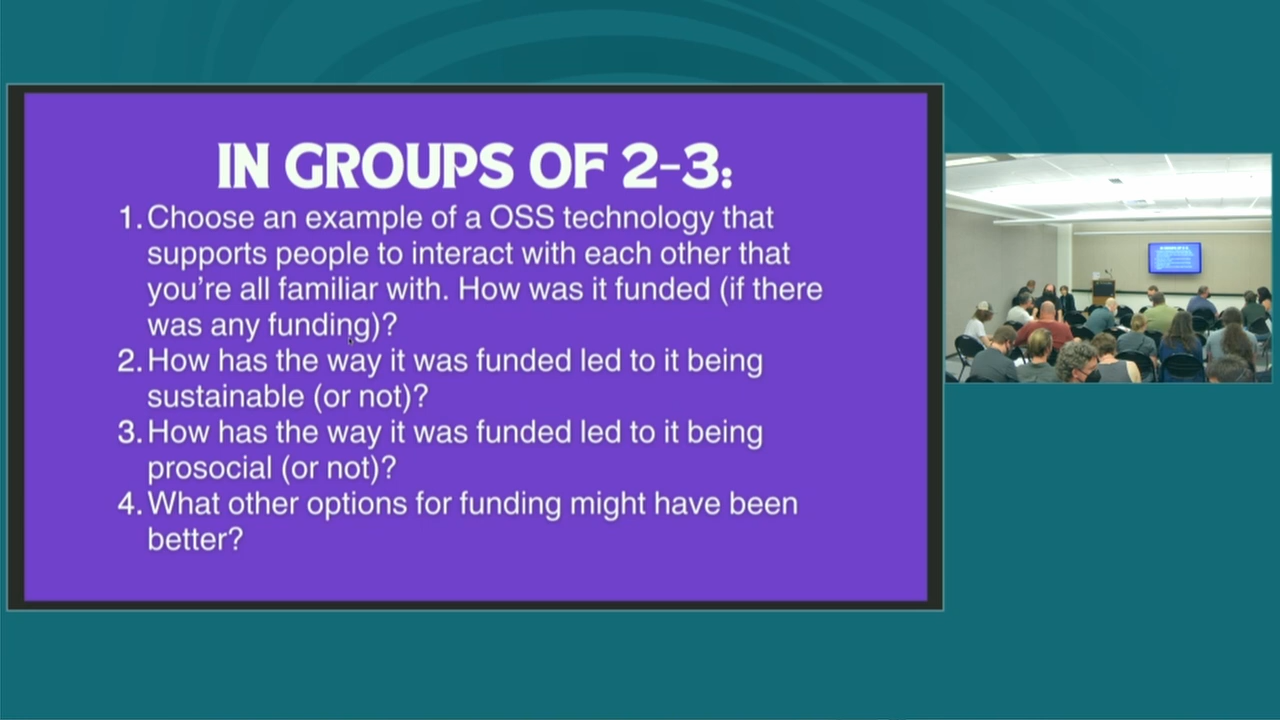 IN GROUPS OF 2-3:
1. Choose an example of a OSS technology that
supports people to interact with each other that
you're all familiar with. How was it funded (if there
was any funding)?
2. How has the way it was funded led to it being
sustainable (or not)?
3. How has the way it was funded led to it being
prosocial (or not)?
4. What other options for funding might have been
better?